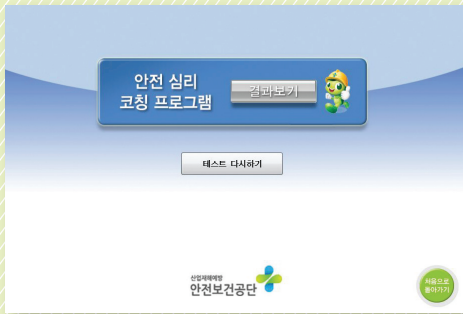 안전 심리
코칭 프로그램
결과보기
테스트 다시하기
산업재해예방
안전보건공단
처음으로
돌아가기